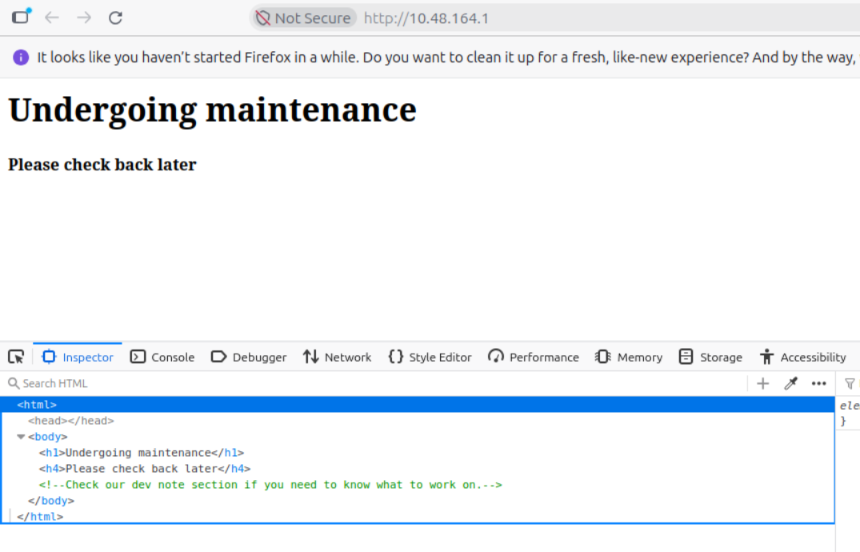 Not Secure http://10.48.164.1
It looks like you haven't started Firefox in a while. Do you want to clean it up for a fresh, like-new experience? And by the way,
Undergoing maintenance
Please check back later
Inspector Console Debugger Network Style Editor Performance Memory Storage Accessibility
Search HTML
<html>
<head></head>
<body>
<h1>Undergoing maintenance</h1>
<h4>Please check back later</h4>
<!--Check our dev note section if you need to know what to work on.-->
</body>
</html>
ele
}